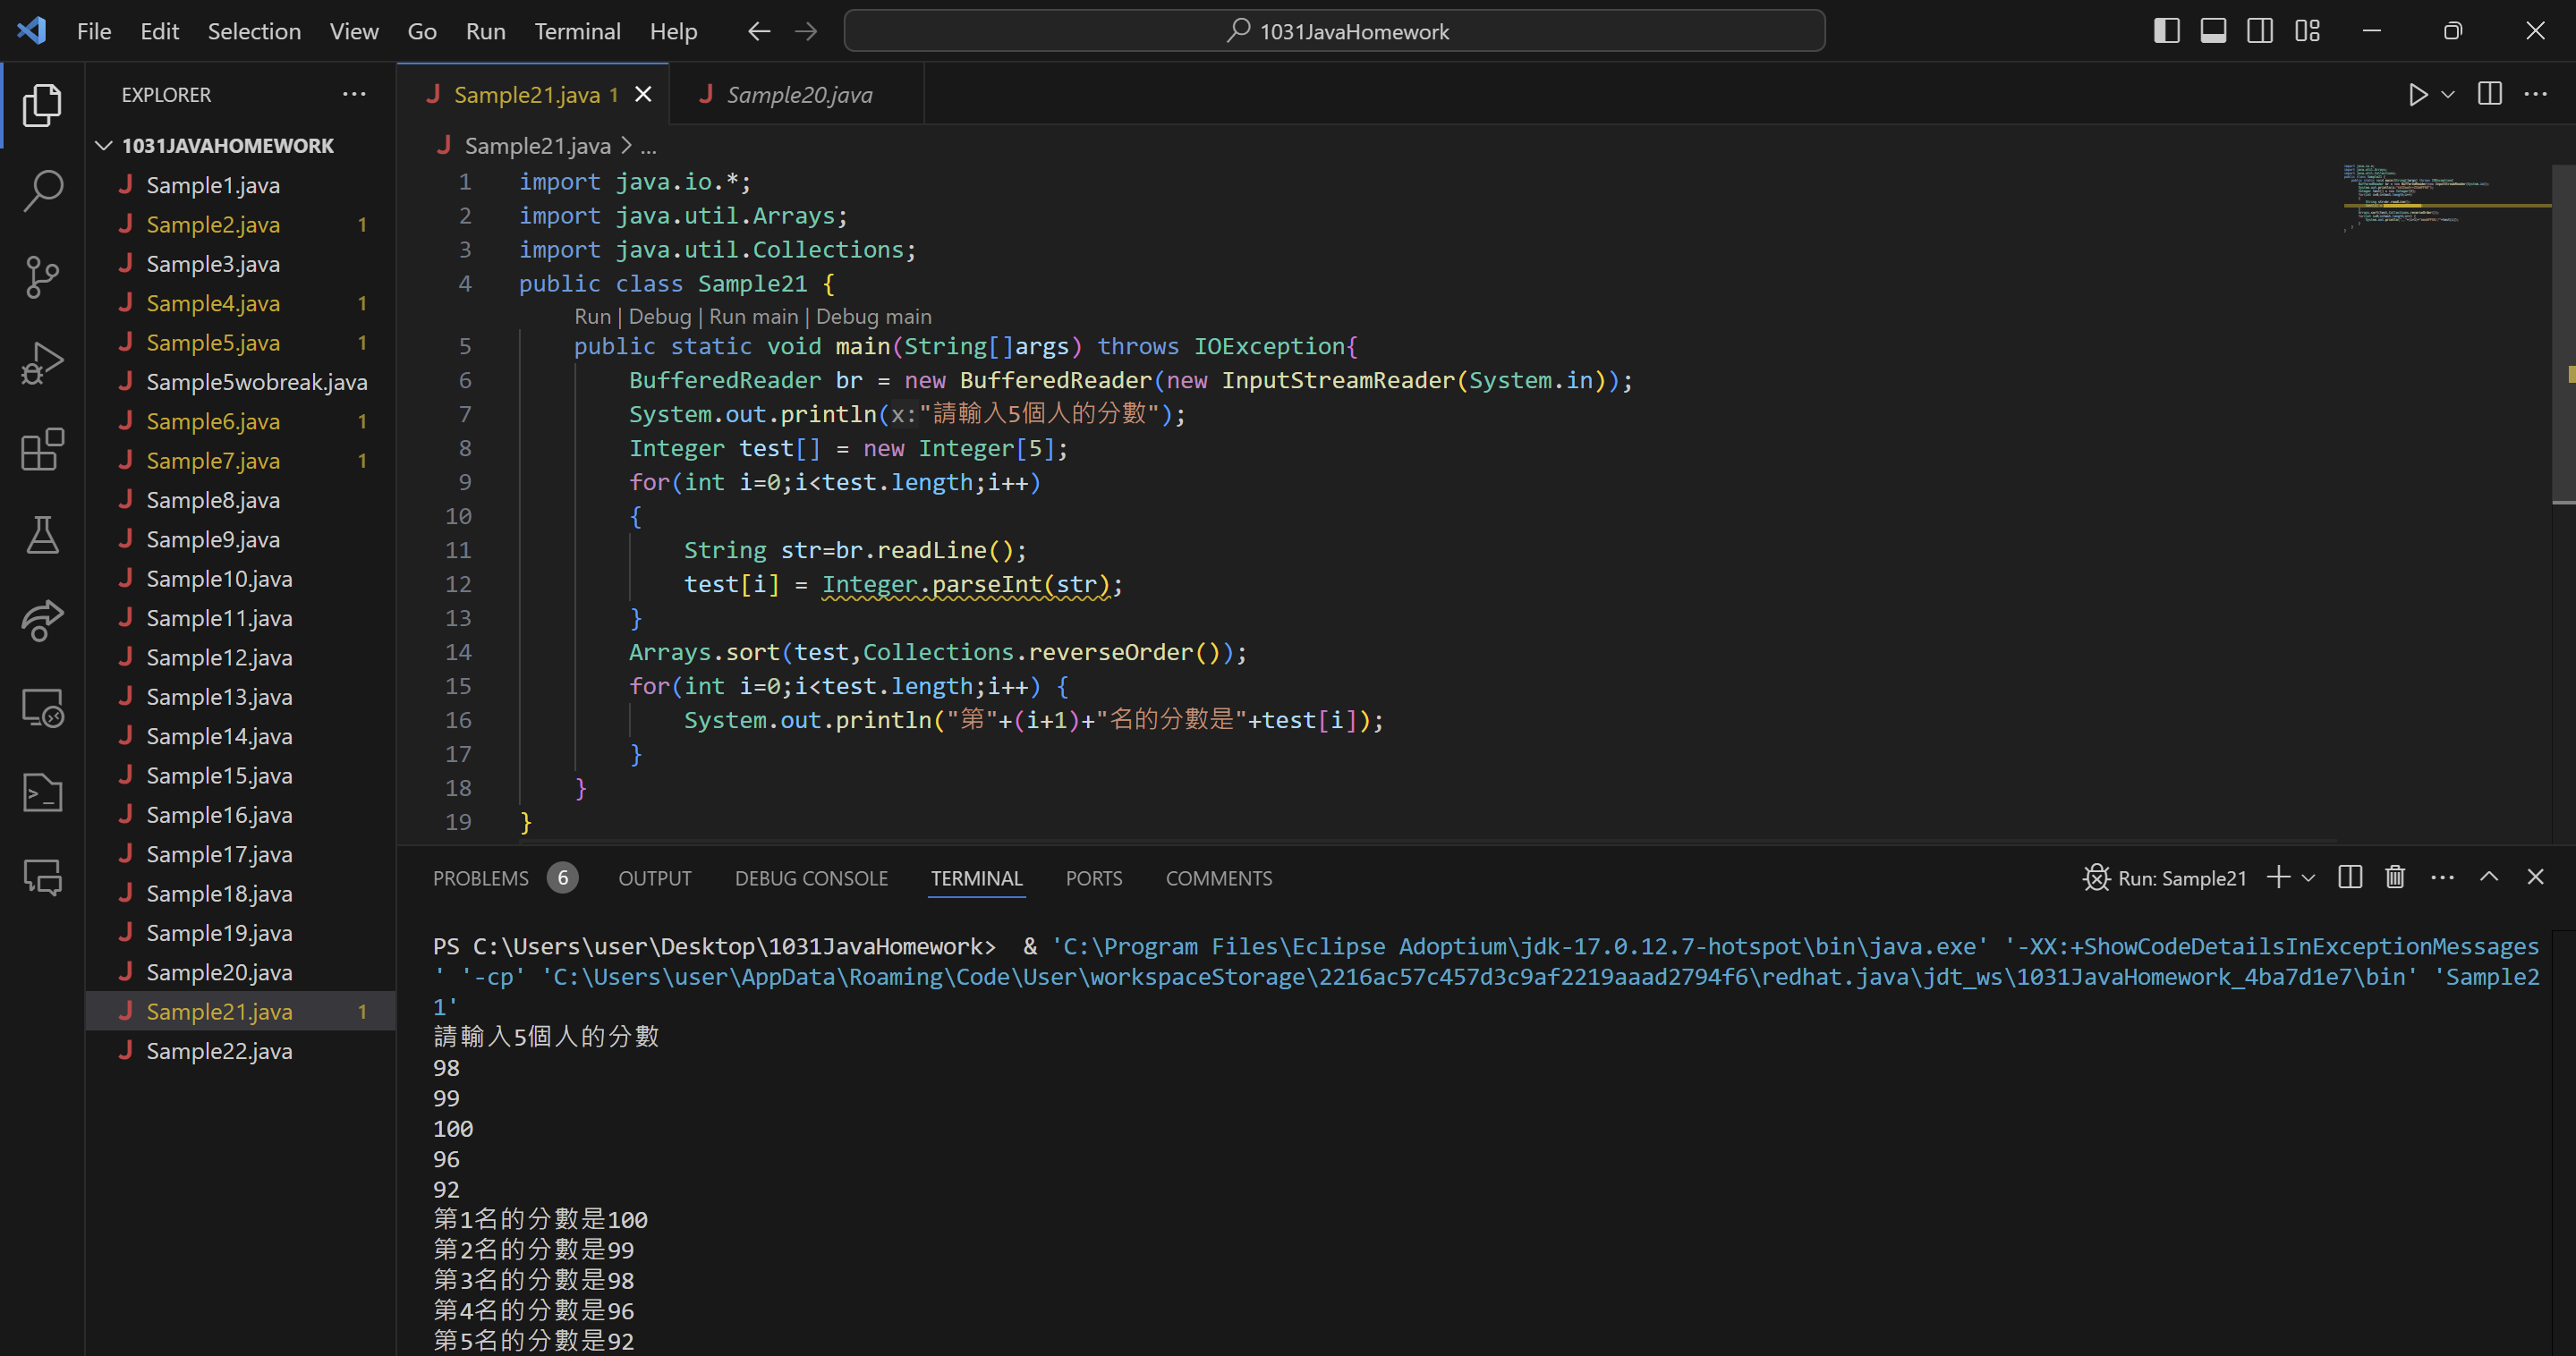 File Edit Selection View Go Run Terminal Help
1031JavaHomework
EXPLORER
1031JAVAHOMEWORK
Sample1.java
Sample2.java 1
Sample3.java
Sample4.java 1
Sample5.java 1
Sample5wobreak.java
Sample6.java 1
Sample7.java 1
Sample8.java
Sample9.java
Sample10.java
Sample11.java
Sample12.java
Sample13.java
Sample14.java
Sample15.java
Sample16.java
Sample17.java
Sample18.java
Sample19.java
Sample20.java
Sample21.java 1
Sample22.java
Sample21.java 1
Sample20.java
Sample21.java > ...
1 import java.io.*;
2 import java.util.Arrays;
3 import java.util.Collections;
4 public class Sample21 {
Run | Debug | Run main | Debug main
5 public static void main(String[]args) throws IOException{
6 BufferedReader br = new BufferedReader(new InputStreamReader(System.in));
7 System.out.println(x:"請輸入5個人的分數");
8 Integer test[] = new Integer[5];
9 for(int i=0;i<test.length;i++)
10 {
11 String str=br.readLine();
12 test[i] = Integer.parseInt(str);
13 }
14 Arrays.sort(test,Collections.reverseOrder());
15 for(int i=0;i<test.length;i++) {
16 System.out.println("第"+(i+1)+"名的分數是"+test[i]);
17 }
18 }
19 }
PROBLEMS 6 OUTPUT DEBUG CONSOLE TERMINAL PORTS COMMENTS
Run: Sample21
PS C:\Users\user\Desktop\1031JavaHomework>  & 'C:\Program Files\Eclipse Adoptium\jdk-17.0.12.7-hotspot\bin\java.exe' '-XX:+ShowCodeDetailsInExceptionMessages
' '-cp' 'C:\Users\user\AppData\Roaming\Code\User\workspaceStorage\2216ac57c457d3c9af2219aaad2794f6\redhat.java\jdt_ws\1031JavaHomework_4ba7d1e7\bin' 'Sample2
1'
請輸入5個人的分數
98
99
100
96
92
第1名的分數是100
第2名的分數是99
第3名的分數是98
第4名的分數是96
第5名的分數是92